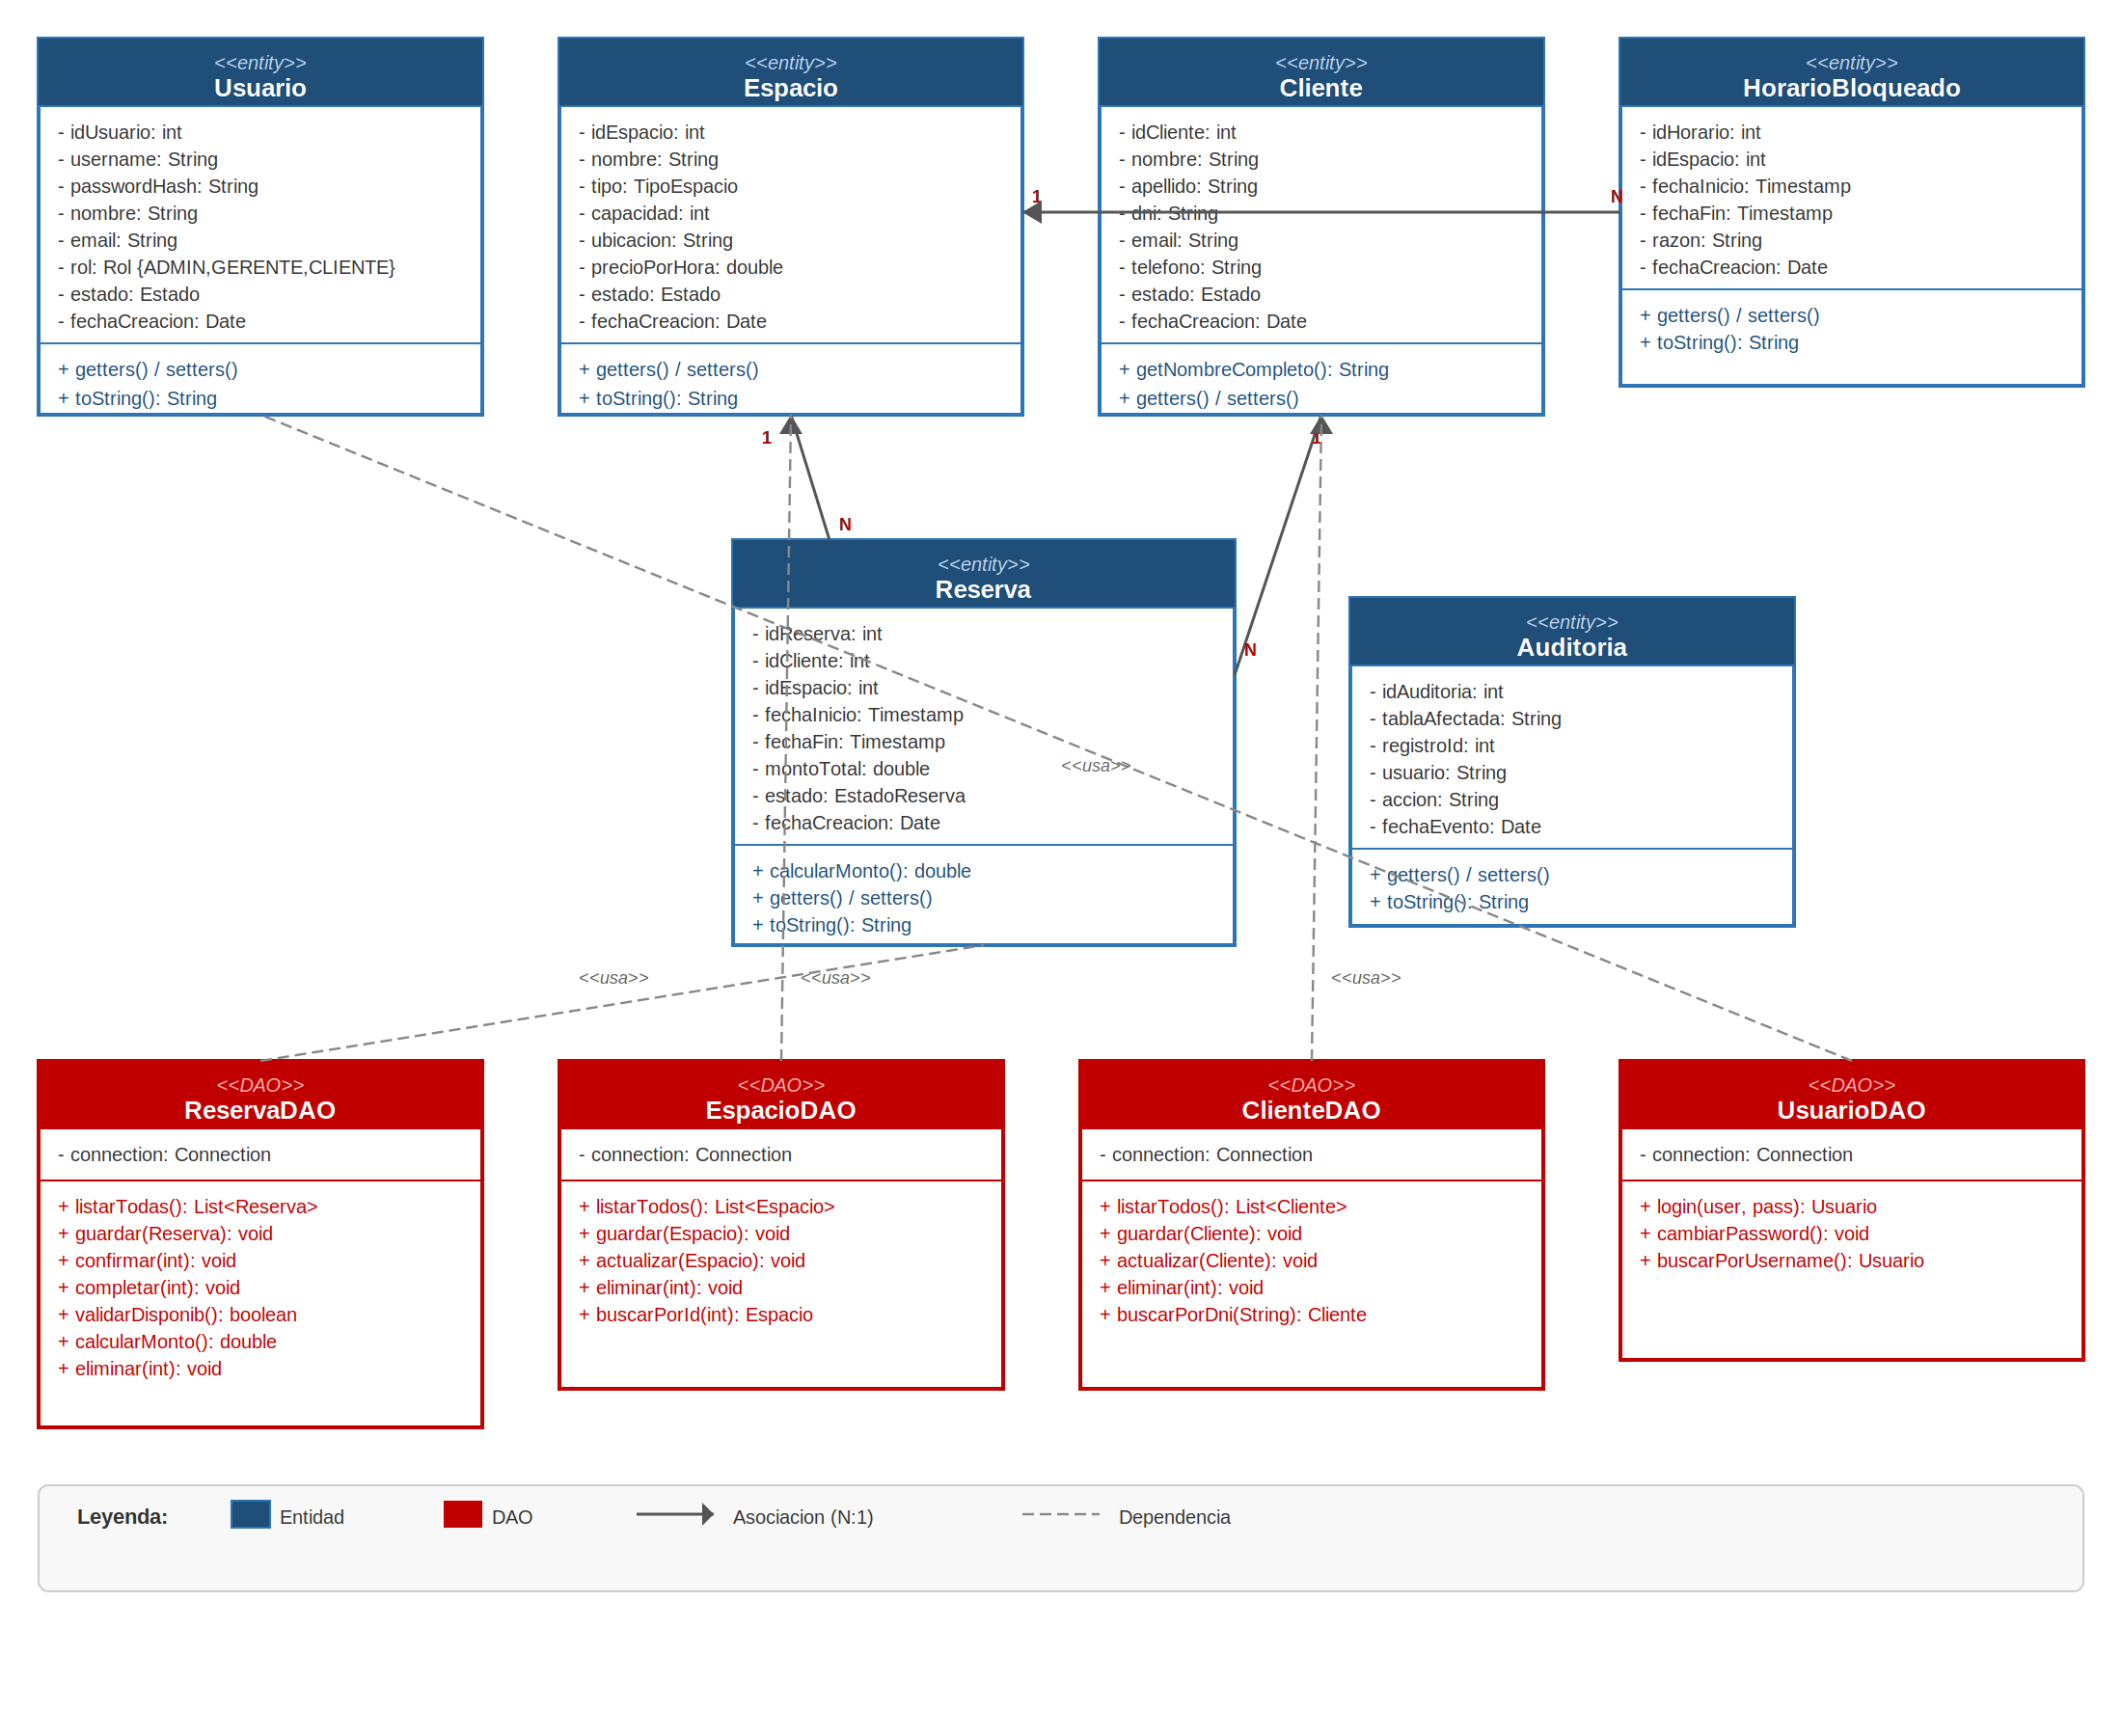 <<entity>>
Usuario
- idUsuario: int
- username: String
- passwordHash: String
- nombre: String
- email: String
- rol: Rol {ADMIN,GERENTE,CLIENTE}
- estado: Estado
- fechaCreacion: Date
+ getters() / setters()
+ toString(): String
<<entity>>
Espacio
- idEspacio: int
- nombre: String
- tipo: TipoEspacio
- capacidad: int
- ubicacion: String
- precioPorHora: double
- estado: Estado
- fechaCreacion: Date
+ getters() / setters()
+ toString(): String
<<entity>>
Cliente
- idCliente: int
- nombre: String
- apellido: String
- dni: String
- email: String
- telefono: String
- estado: Estado
- fechaCreacion: Date
+ getNombreCompleto(): String
+ getters() / setters()
<<entity>>
HorarioBloqueado
- idHorario: int
- idEspacio: int
- fechaInicio: Timestamp
- fechaFin: Timestamp
- razon: String
- fechaCreacion: Date
+ getters() / setters()
+ toString(): String
1
N
1
N
1
N
<<entity>>
Reserva
- idReserva: int
- idCliente: int
- idEspacio: int
- fechaInicio: Timestamp
- fechaFin: Timestamp
- montoTotal: double
- estado: EstadoReserva
- fechaCreacion: Date
+ calcularMonto(): double
+ getters() / setters()
+ toString(): String
<<usa>>
<<entity>>
Auditoria
- idAuditoria: int
- tablaAfectada: String
- registroId: int
- usuario: String
- accion: String
- fechaEvento: Date
+ getters() / setters()
+ toString(): String
<<usa>>
<<usa>>
<<usa>>
<<DAO>>
ReservaDAO
- connection: Connection
+ listarTodas(): List<Reserva>
+ guardar(Reserva): void
+ confirmar(int): void
+ completar(int): void
+ validarDisponib(): boolean
+ calcularMonto(): double
+ eliminar(int): void
<<DAO>>
EspacioDAO
- connection: Connection
+ listarTodos(): List<Espacio>
+ guardar(Espacio): void
+ actualizar(Espacio): void
+ eliminar(int): void
+ buscarPorId(int): Espacio
<<DAO>>
ClienteDAO
- connection: Connection
+ listarTodos(): List<Cliente>
+ guardar(Cliente): void
+ actualizar(Cliente): void
+ eliminar(int): void
+ buscarPorDni(String): Cliente
<<DAO>>
UsuarioDAO
- connection: Connection
+ login(user, pass): Usuario
+ cambiarPassword(): void
+ buscarPorUsername(): Usuario
Leyenda:
Entidad
DAO
Asociacion (N:1)
Dependencia